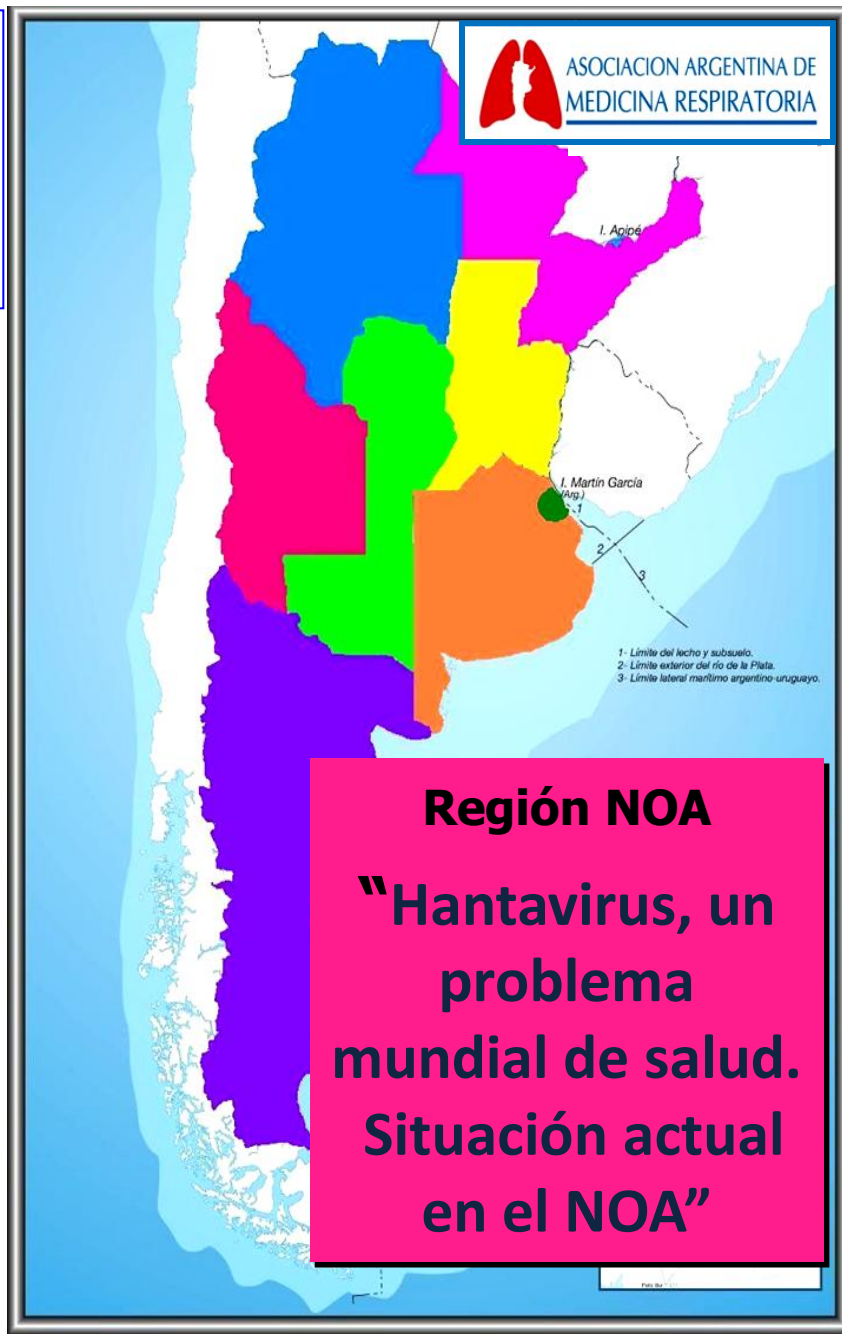 ASOCIACION ARGENTINA DE
MEDICINA RESPIRATORIA
I. Apipé
I. Martín García
(Arg.)
1
2
3
1- Límite del lecho y subsuelo.
2- Límite exterior del río de la Plata.
3- Límite lateral marítimo argentino-uruguayo.
Región NOA
“Hantavirus, un
problema
mundial de salud.
Situación actual
en el NOA”